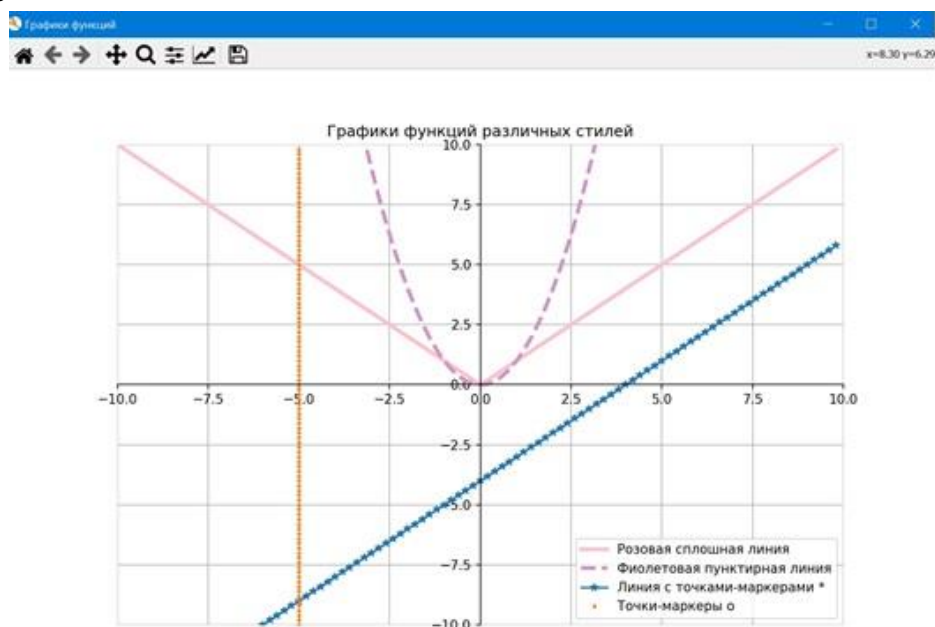 Графики функций
x=8.30 y=6.29
Графики функций различных стилей
10.0
7.5
5.0
2.5
0.0
−10.0 −7.5 −5.0 −2.5 0.0 2.5 5.0 7.5 10.0
−2.5
−5.0
−7.5
−10.0
Розовая сплошная линия
Фиолетовая пунктирная линия
Линия с точками-маркерами *
Точки-маркеры o